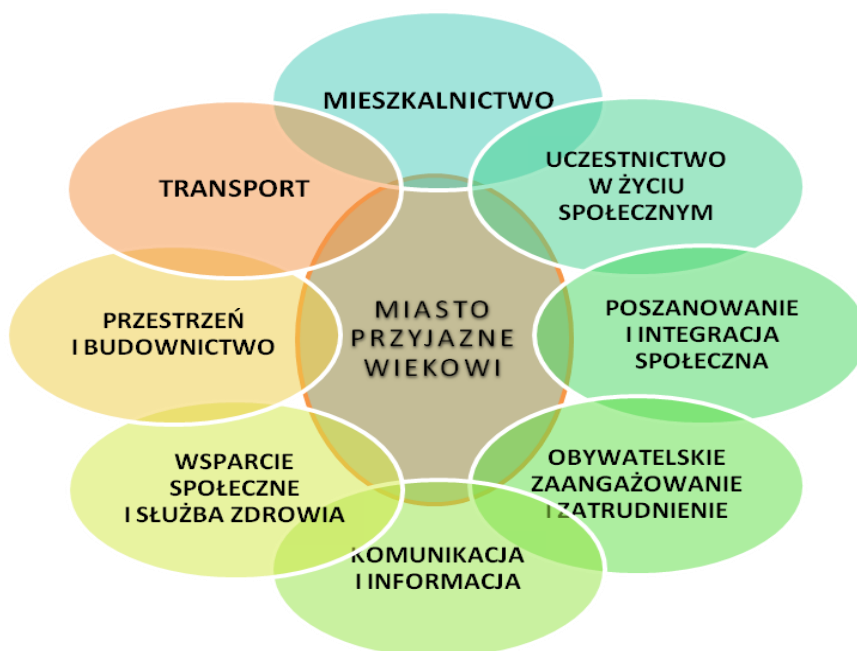 MIESZKALNICTWO
UCZESTNICTWO
W ŻYCIU
SPOŁECZNYM
POSZANOWANIE
I INTEGRACJA
SPOŁECZNA
OBYWATELSKIE
ZAANGAŻOWANIE
I ZATRUDNIENIE
KOMUNIKACJA
I INFORMACJA
WSPARCIE
SPOŁECZNE
I SŁUŻBA ZDROWIA
PRZESTRZEŃ
I BUDOWNICTWO
TRANSPORT
MIASTO
PRZYJAZNE
WIEKOWI